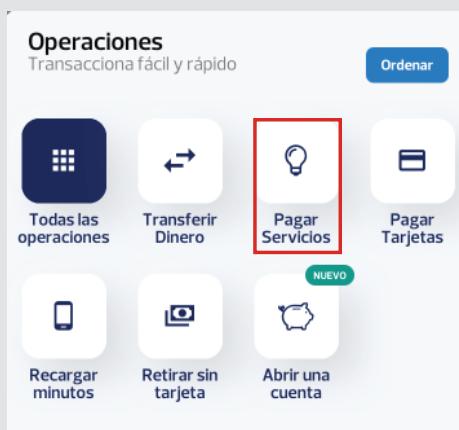 Operaciones
Transacciona fácil y rápido
Ordenar
Todas las
operaciones
Transferir
Dinero
Pagar
Servicios
Pagar
Tarjetas
NUEVO
Recargar
minutos
Retirar sin
tarjeta
Abrir una
cuenta